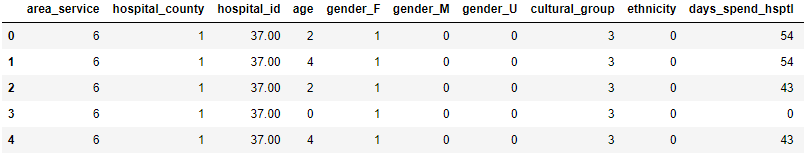 area_service hospital_county hospital_id age gender_F gender_M gender_U cultural_group ethnicity days_spend_hsptl
0 6 1 37.00 2 1 0 0 3 0 54
1 6 1 37.00 4 1 0 0 3 0 54
2 6 1 37.00 2 1 0 0 3 0 43
3 6 1 37.00 0 1 0 0 3 0 0
4 6 1 37.00 4 1 0 0 3 0 43